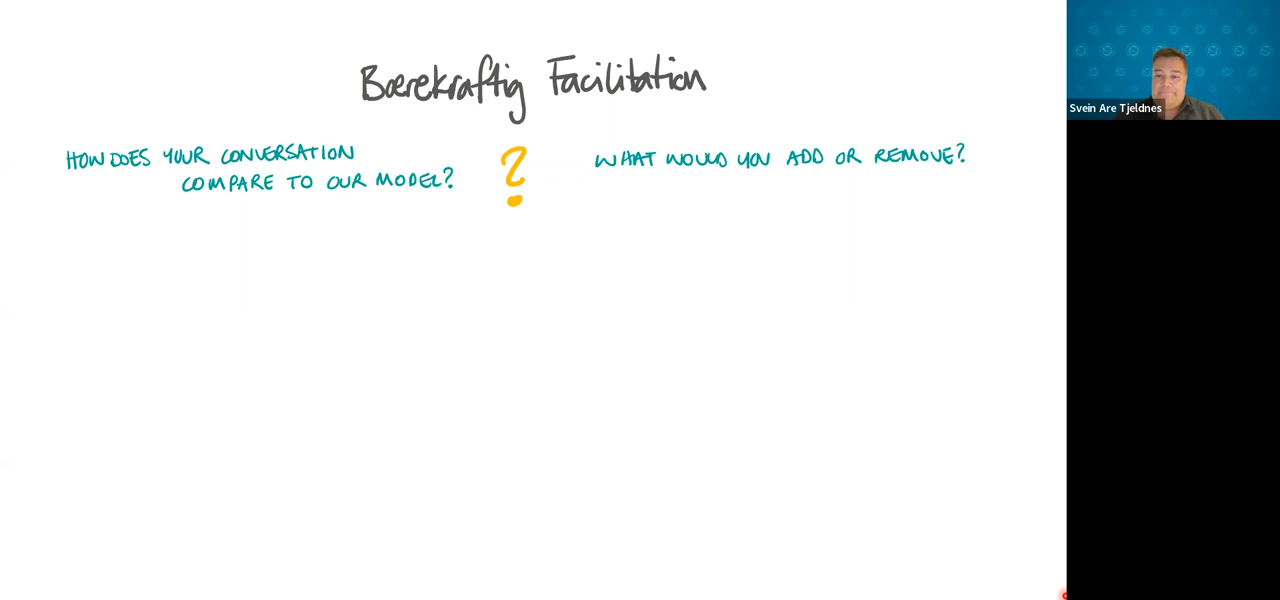 Bærekraftig Facilitation
HOW DOES YOUR CONVERSATION
COMPARE TO OUR MODEL?
?
WHAT WOULD YOU ADD OR REMOVE?
Svein Are Tjeldnes